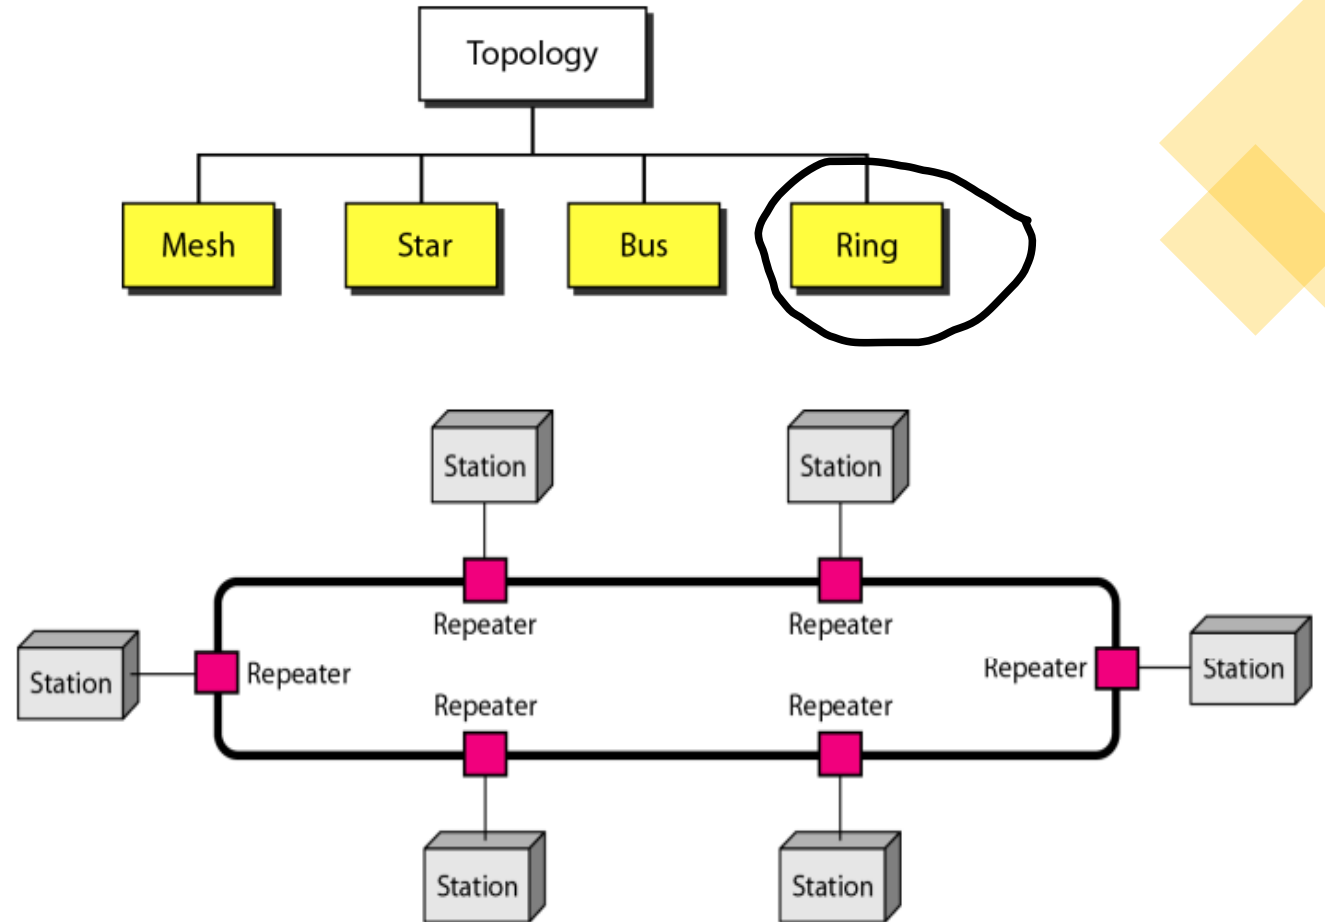 Topology
Mesh Star Bus Ring
Station Station
Repeater Repeater
Station Repeater Repeater Station
Repeater Repeater
Station Station